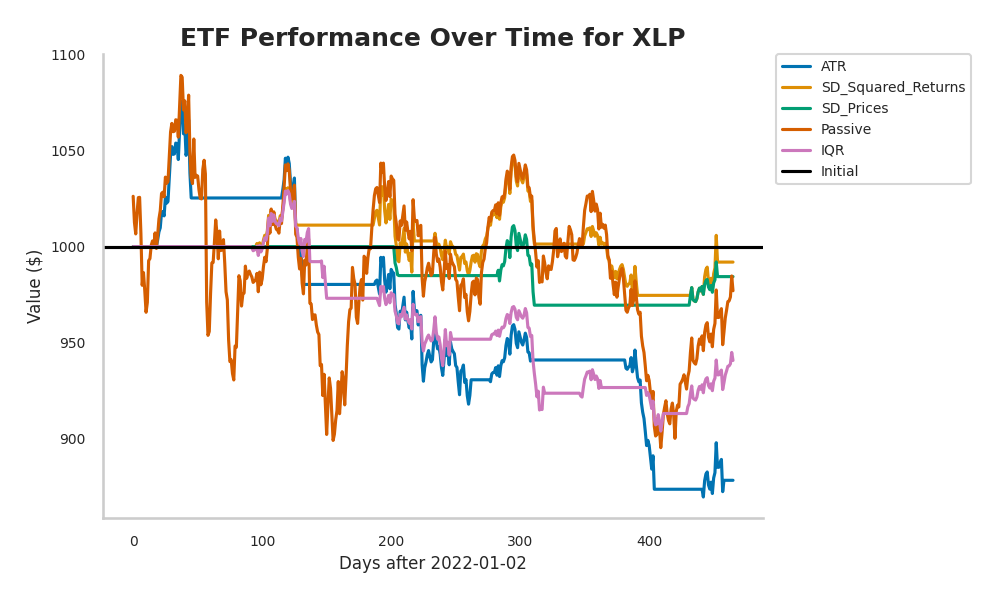 ETF Performance Over Time for XLP
1100
1050
1000
950
900
Value ($)
0
100
200
300
400
Days after 2022-01-02
ATR
SD_Squared_Returns
SD_Prices
Passive
IQR
Initial